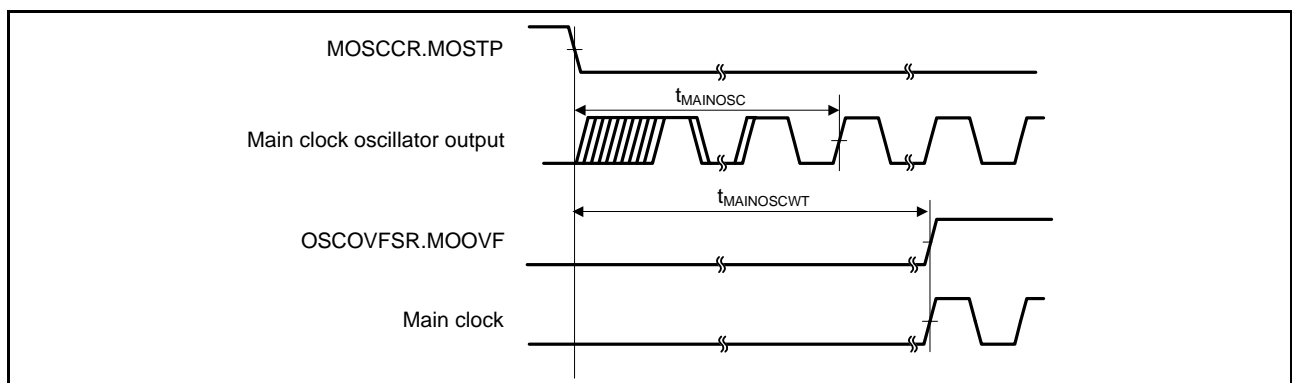 MOSCCR.MOSTP
tMAINOSC
Main clock oscillator output
tMAINOSCWT
OSCOVFSR.MOOVF
Main clock